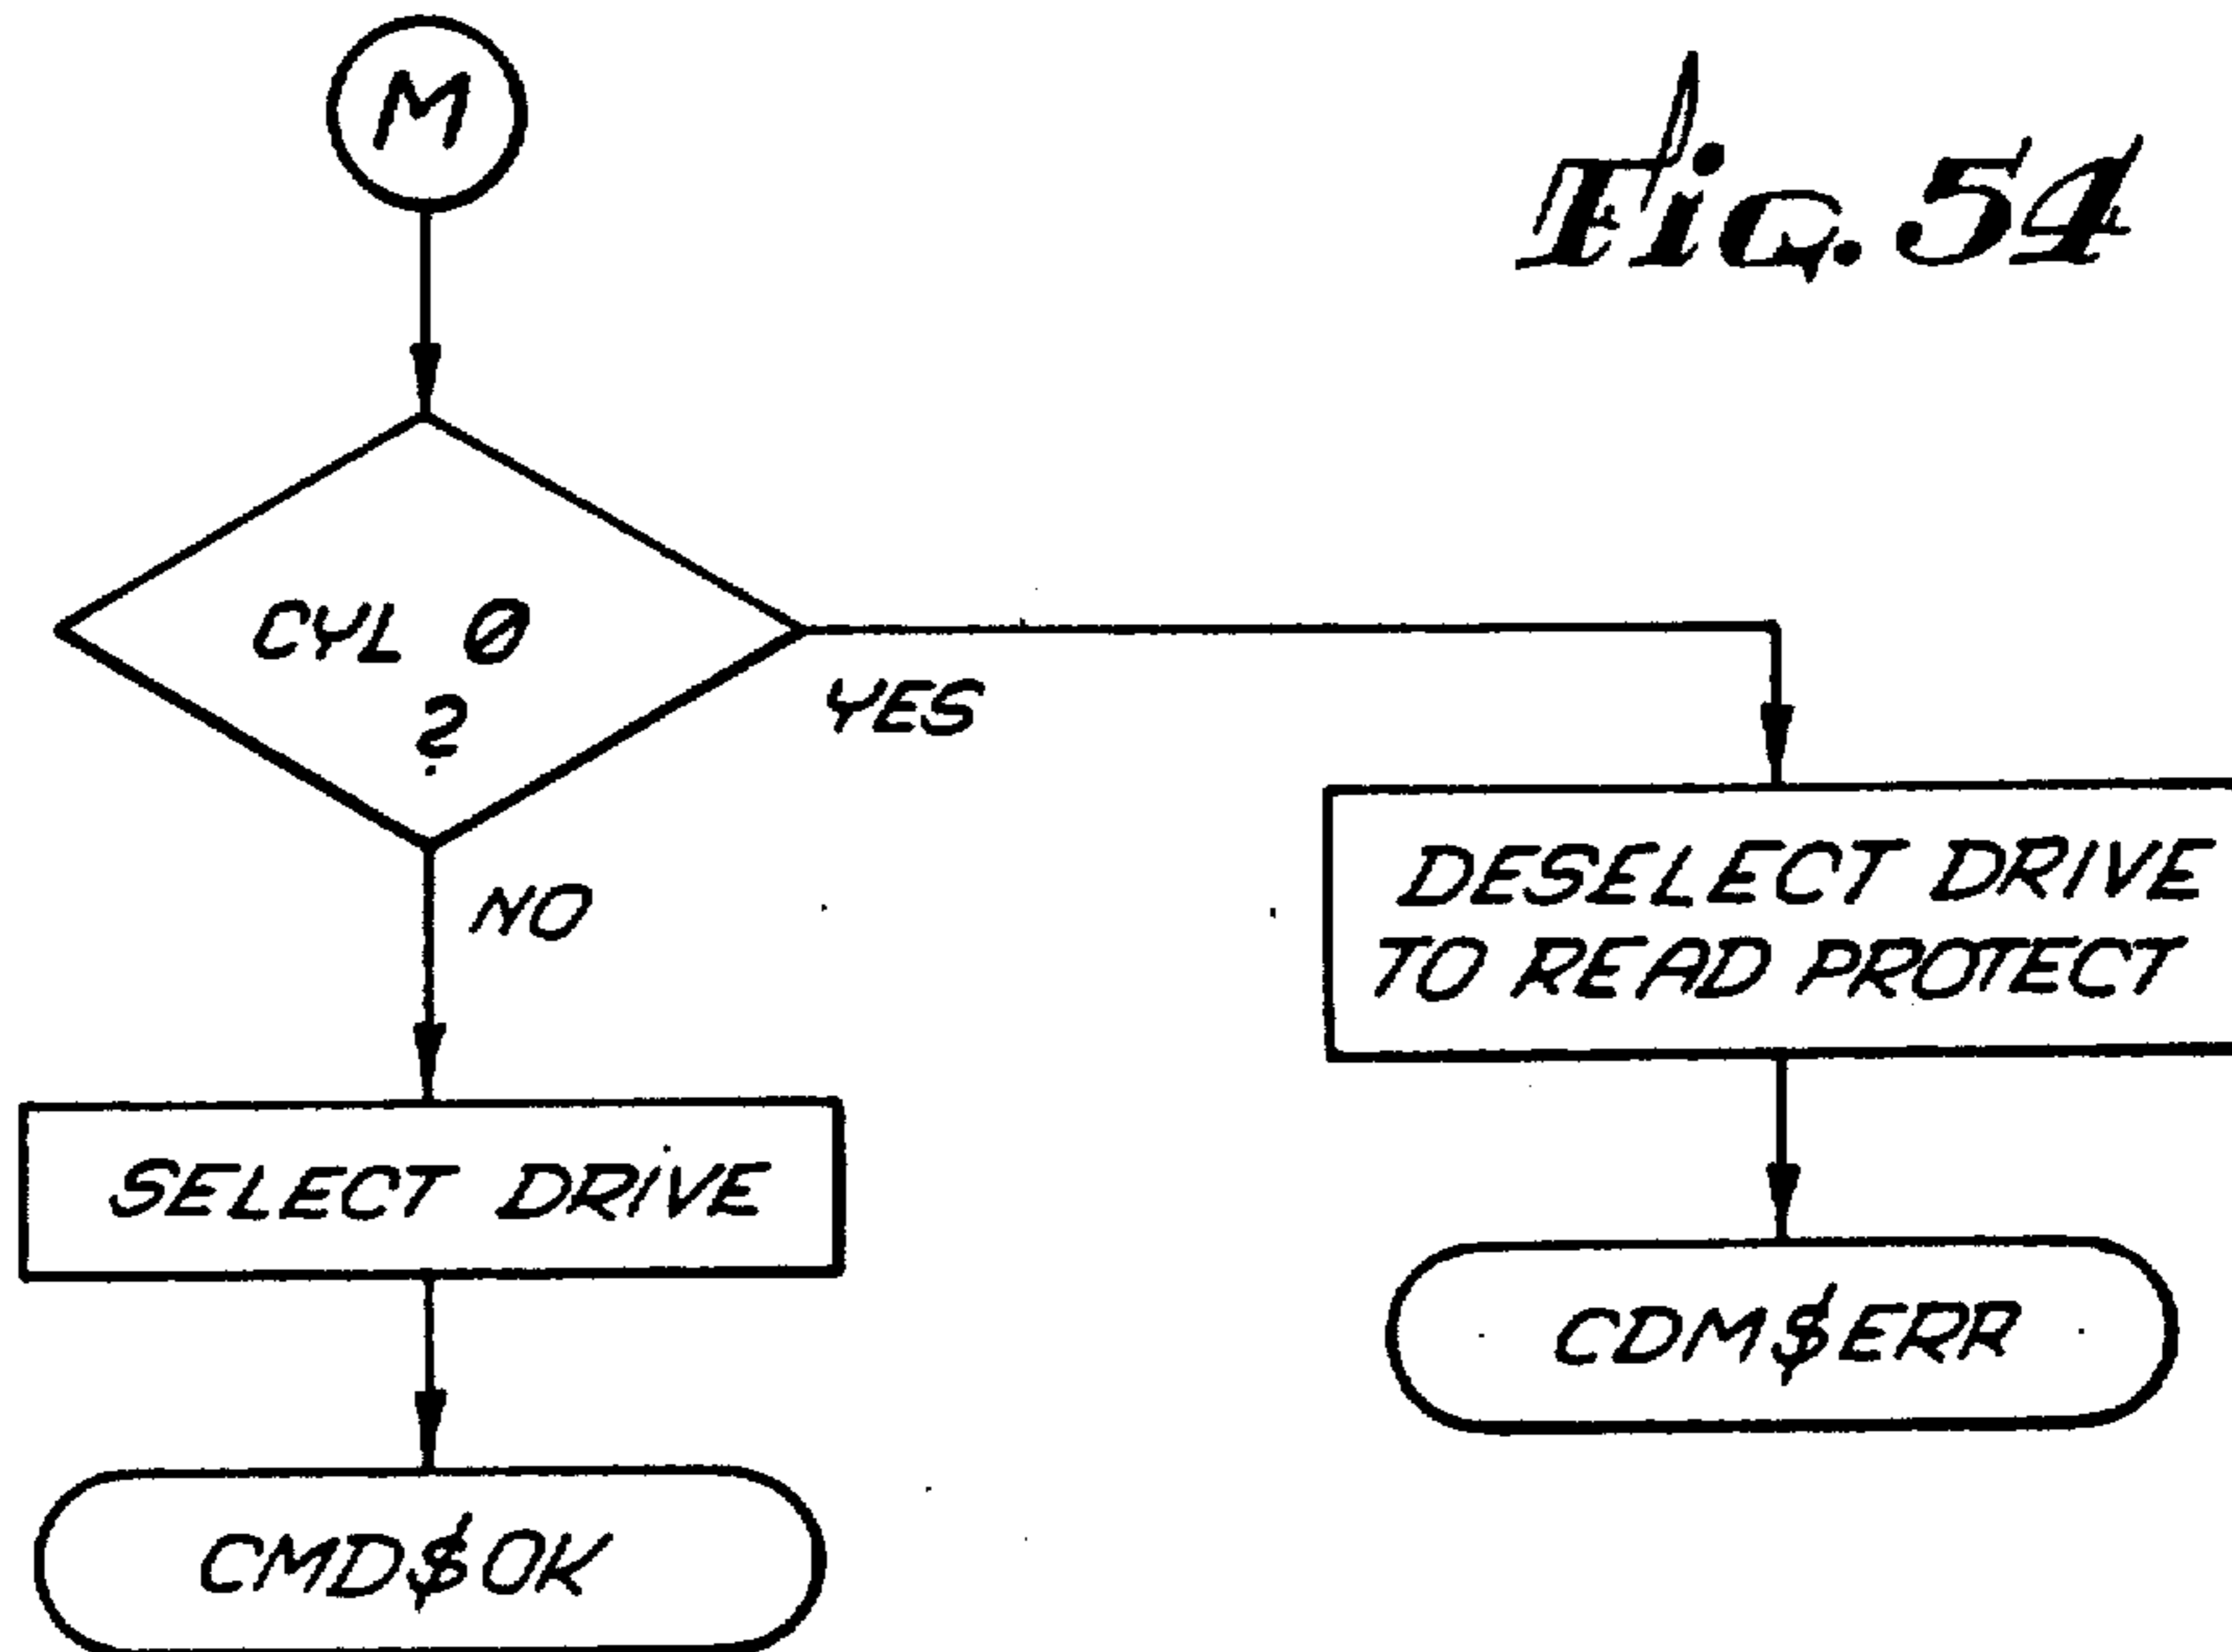 M
Fig. 54
CYL 0
?
YES
NO
DESELECT DRIVE
TO READ PROTECT
SELECT DRIVE
CDM$ERR
CMD$OK